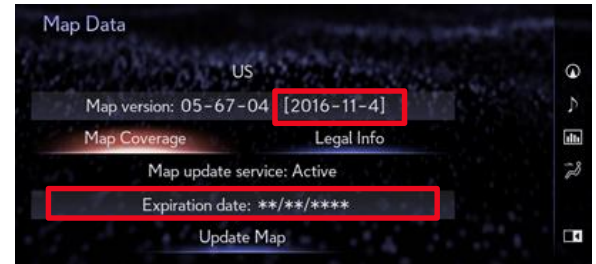 Map Data
US
Map version: 05-67-04 [2016-11-4]
Map Coverage Legal Info
Map update service: Active
Expiration date: **/**/****
Update Map